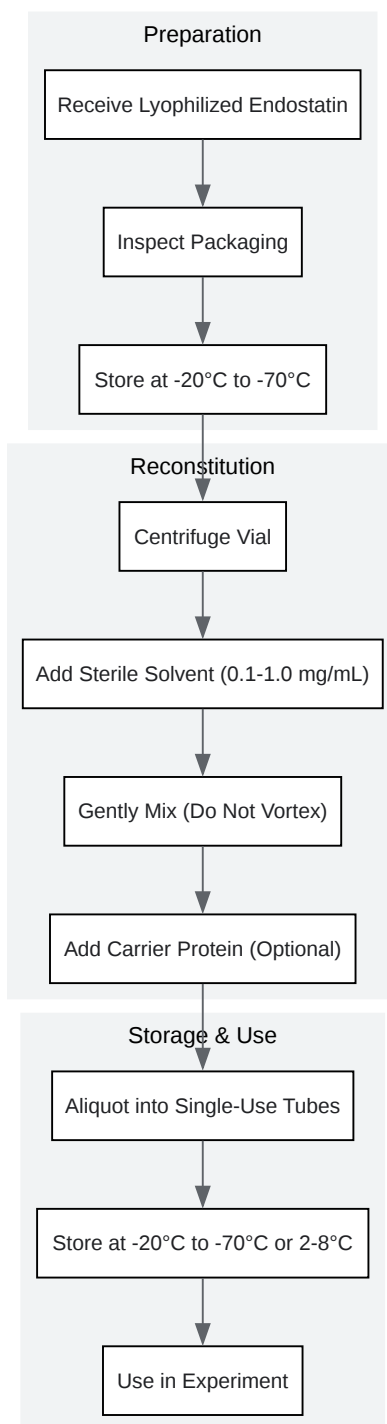 Preparation
Receive Lyophilized Endostatin
Inspect Packaging
Store at -20°C to -70°C
Reconstitution
Centrifuge Vial
Add Sterile Solvent (0.1-1.0 mg/mL)
Gently Mix (Do Not Vortex)
Add Carrier Protein (Optional)
Storage & Use
Aliquot into Single-Use Tubes
Store at -20°C to -70°C or 2-8°C
Use in Experiment